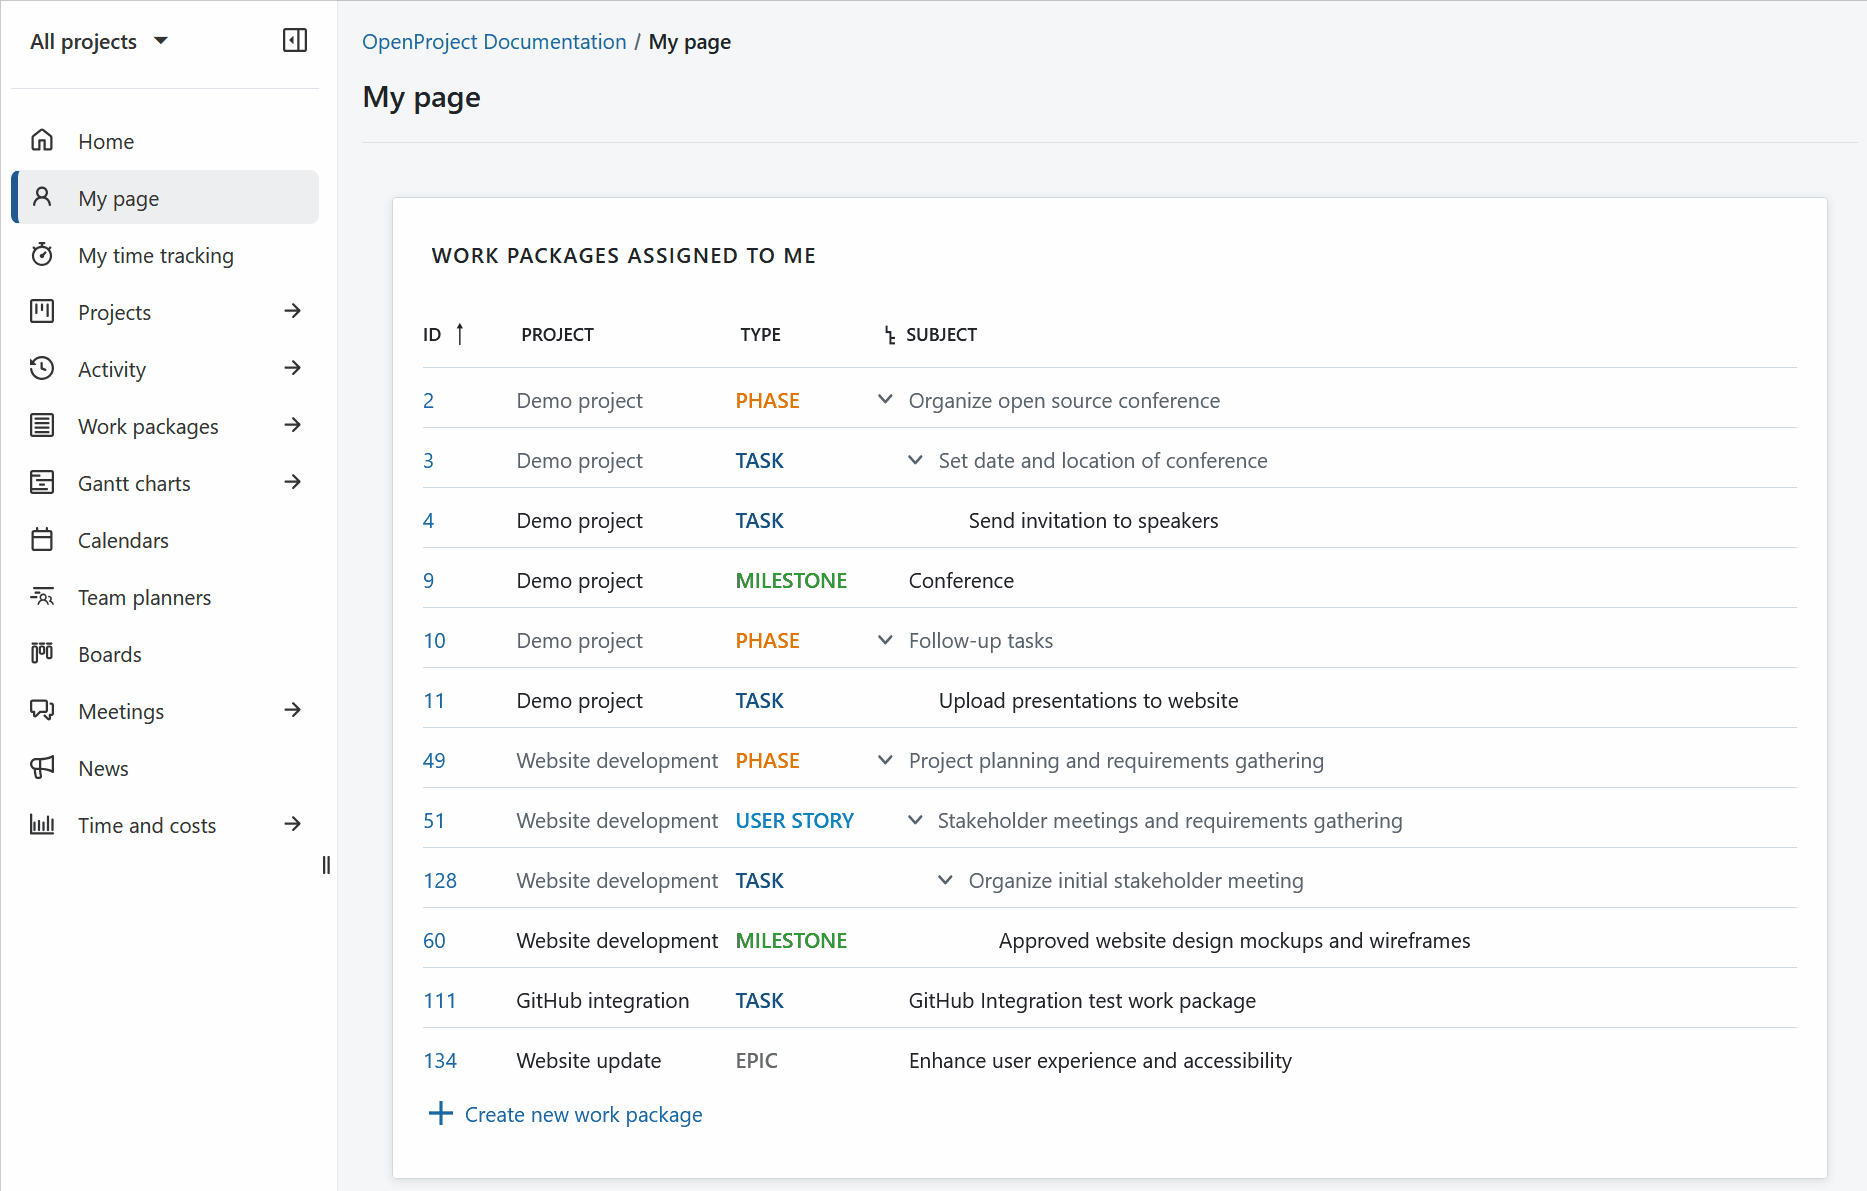 All projects
Home
My page
My time tracking
Projects
Activity
Work packages
Gantt charts
Calendars
Team planners
Boards
Meetings
News
Time and costs
OpenProject Documentation / My page
My page
WORK PACKAGES ASSIGNED TO ME
ID PROJECT TYPE SUBJECT
2 Demo project PHASE Organize open source conference
3 Demo project TASK Set date and location of conference
4 Demo project TASK Send invitation to speakers
9 Demo project MILESTONE Conference
10 Demo project PHASE Follow-up tasks
11 Demo project TASK Upload presentations to website
49 Website development PHASE Project planning and requirements gathering
51 Website development USER STORY Stakeholder meetings and requirements gathering
128 Website development TASK Organize initial stakeholder meeting
60 Website development MILESTONE Approved website design mockups and wireframes
111 GitHub integration TASK GitHub Integration test work package
134 Website update EPIC Enhance user experience and accessibility
Create new work package